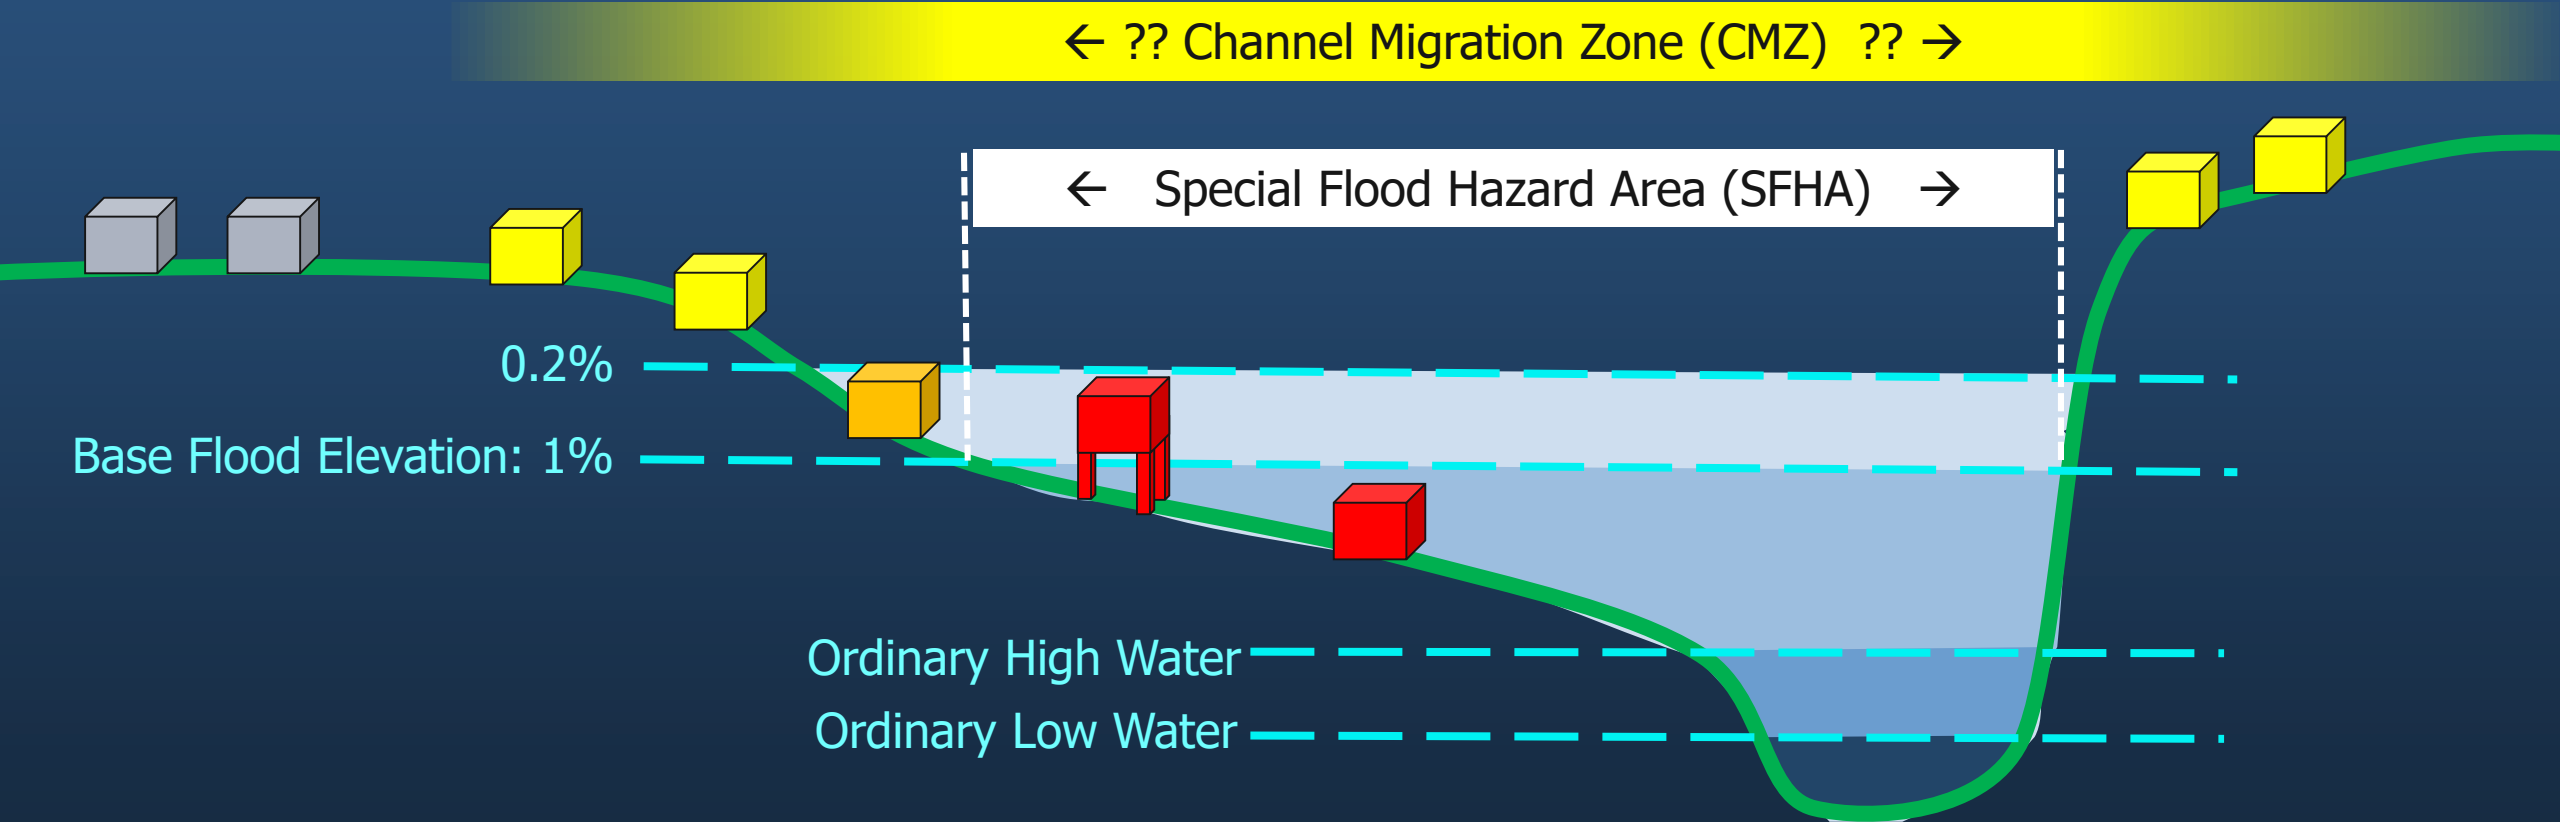 ← ?? Channel Migration Zone (CMZ) ?? →
← Special Flood Hazard Area (SFHA) →
0.2%
Base Flood Elevation: 1%
Ordinary High Water
Ordinary Low Water